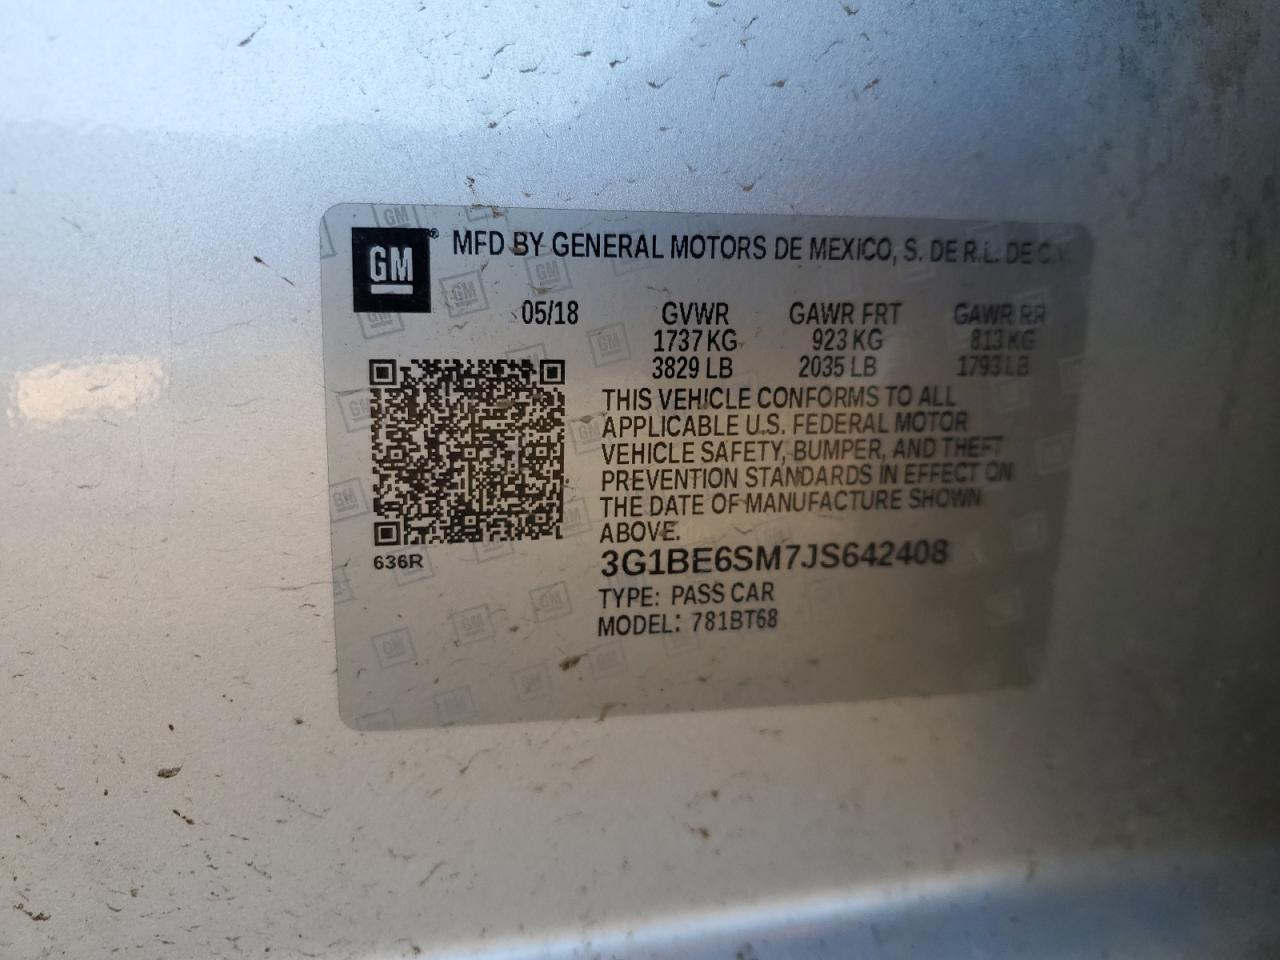 GM® MFD BY GENERAL MOTORS DE MEXICO, S. DE R.L. DE C.V.
05/18 GVWR GAWR FRT GAWR RR
1737 KG 923 KG 813 KG
3829 LB 2035 LB 1793 LB
THIS VEHICLE CONFORMS TO ALL
APPLICABLE U.S. FEDERAL MOTOR
VEHICLE SAFETY, BUMPER, AND THEFT
PREVENTION STANDARDS IN EFFECT ON
THE DATE OF MANUFACTURE SHOWN
ABOVE.
636R
3G1BE6SM7JS642408
TYPE: PASS CAR
MODEL: 781BT68